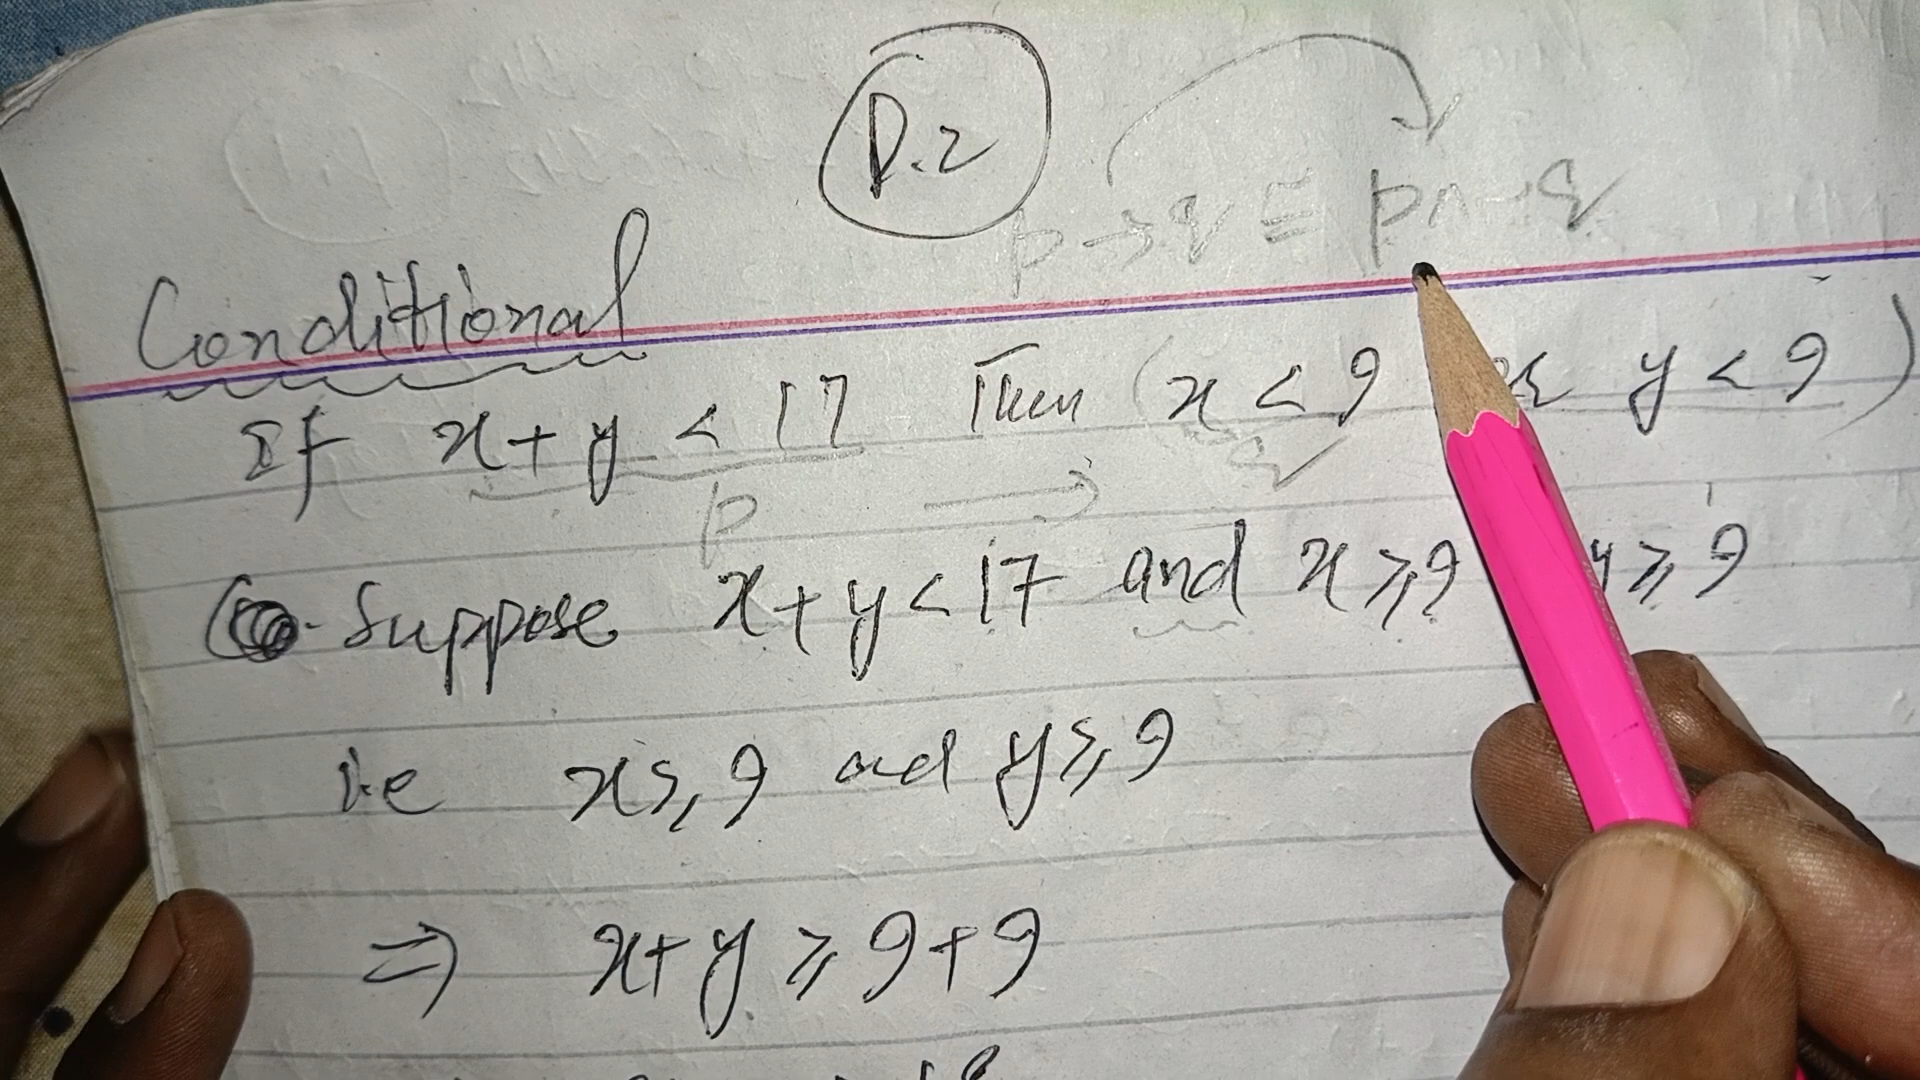 P.2
p → q ≡ p ∧ ¬q
Conditional
If x + y < 17 Then (x < 9 y < 9)
p → q
Suppose x + y < 17 and x ⩾ 9 y ⩾ 9
i.e x ⩾ 9 and y ⩾ 9
⇒ x + y ⩾ 9 + 9